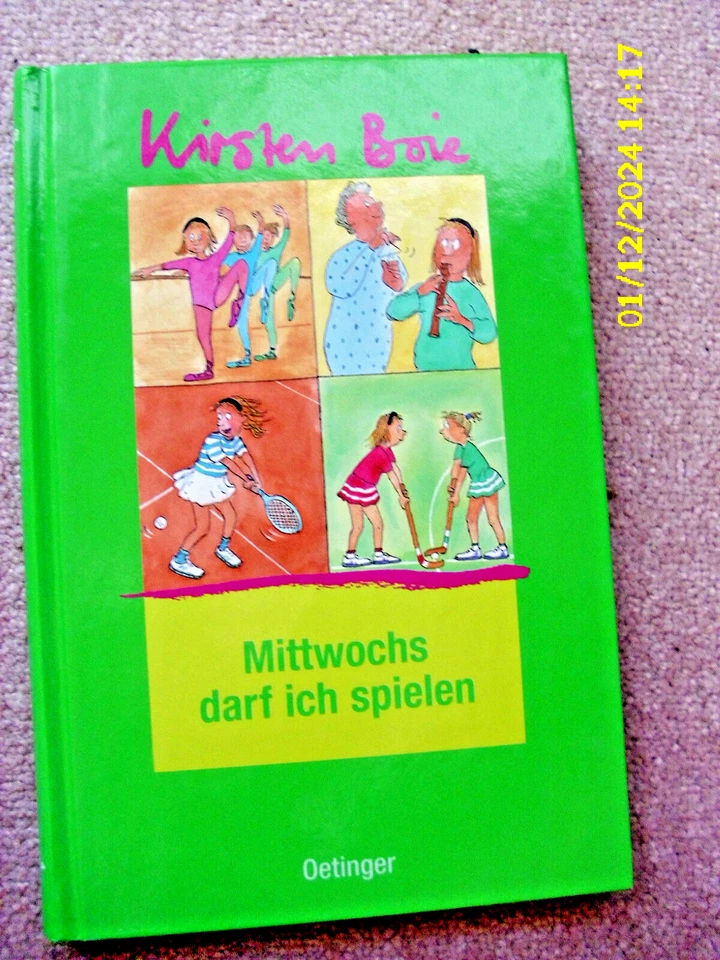 Kirsten Boie
Mittwochs
darf ich spielen
Oetinger
01/12/2024 14:17